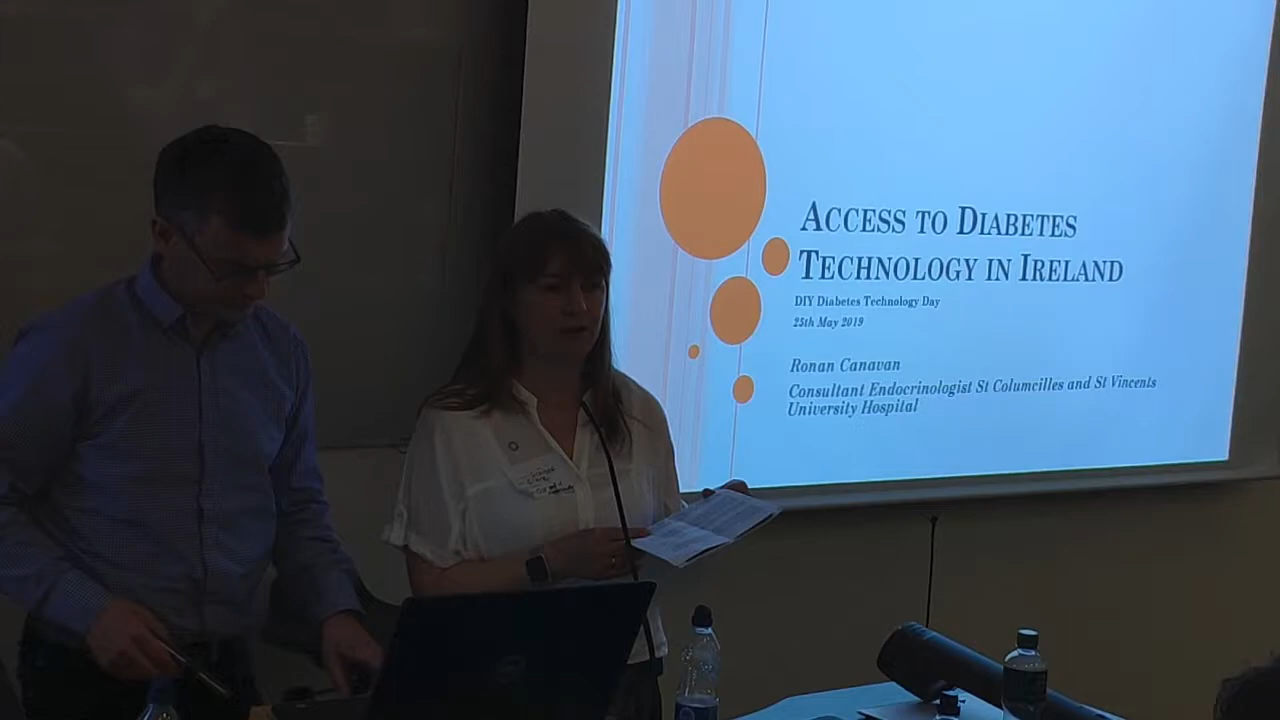 ACCESS TO DIABETES
TECHNOLOGY IN IRELAND
DIY Diabetes Technology Day
25th May 2019
Ronan Canavan
Consultant Endocrinologist St Columcilles and St Vincents
University Hospital